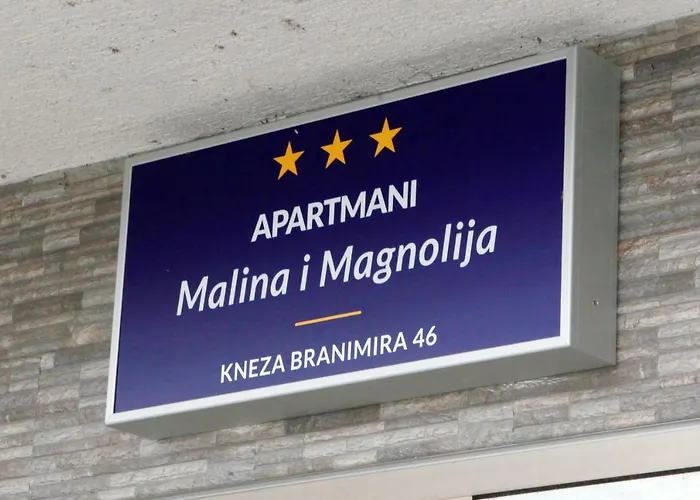 APARTMANI
Malina i Magnolija
KNEZA BRANIMIRA 46